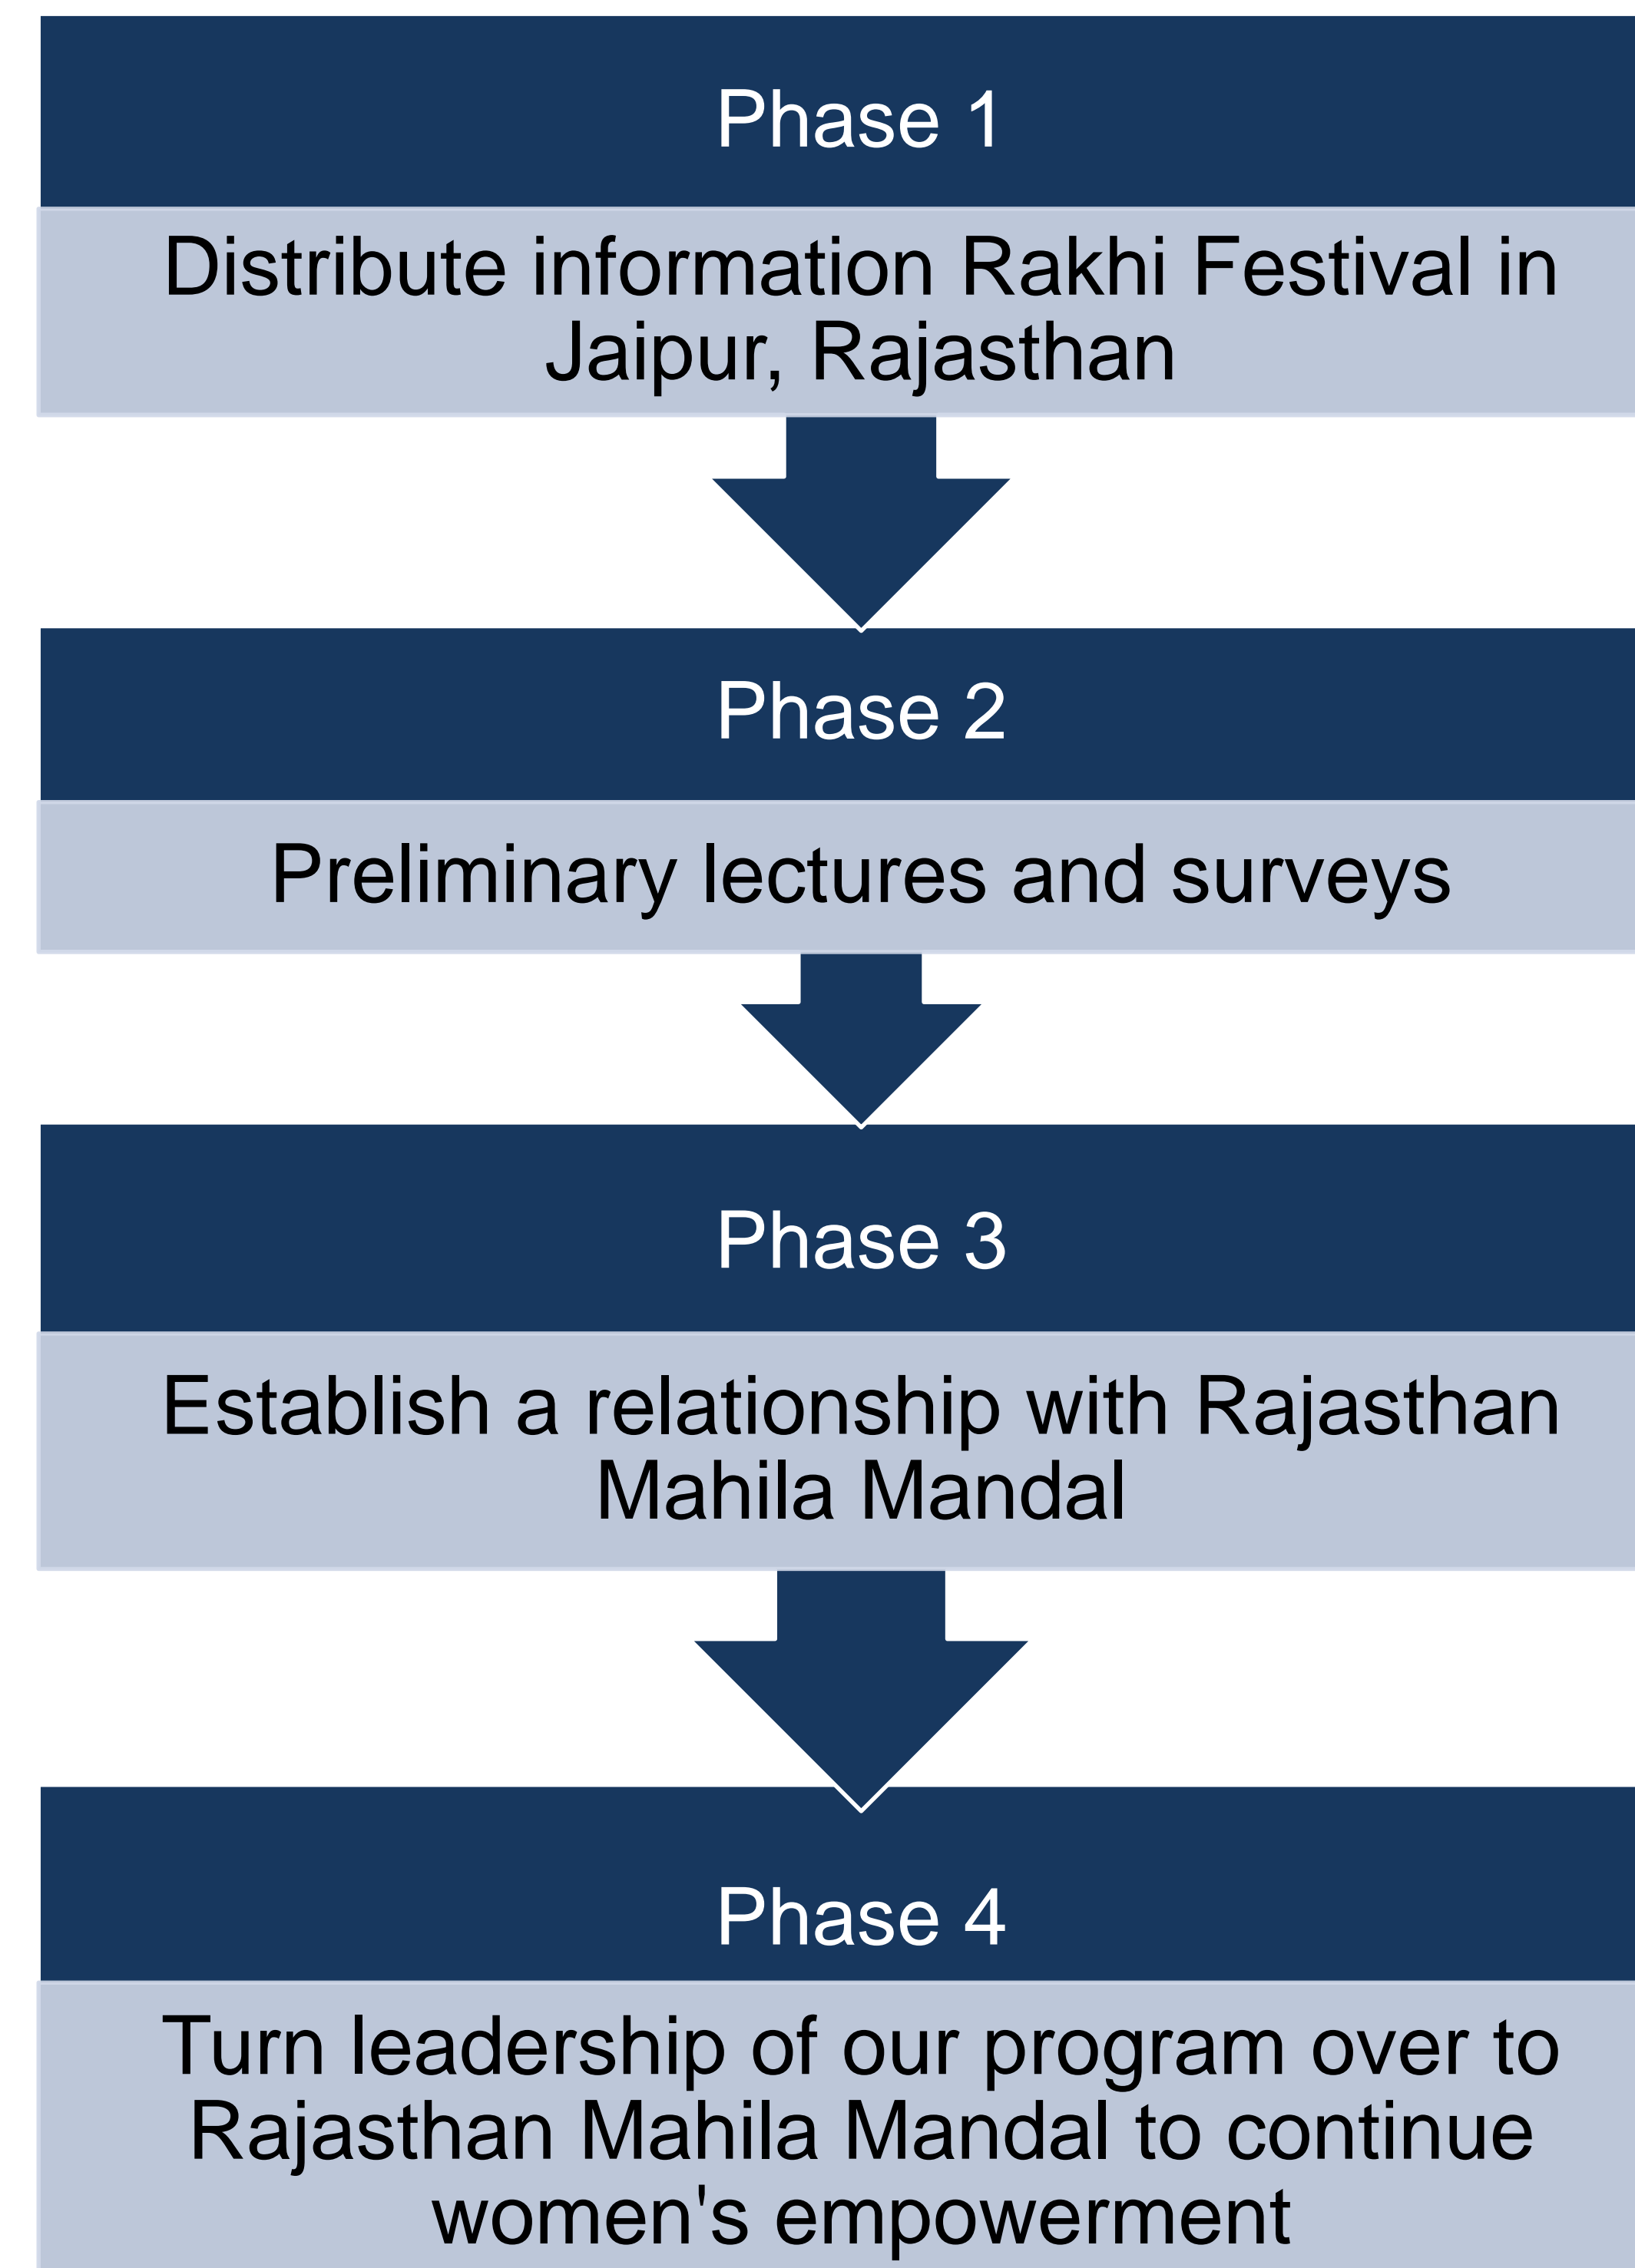 Phase 1
Distribute information Rakhi Festival in
Jaipur, Rajasthan
Phase 2
Preliminary lectures and surveys
Phase 3
Establish a relationship with Rajasthan
Mahila Mandal
Phase 4
Turn leadership of our program over to
Rajasthan Mahila Mandal to continue
women's empowerment